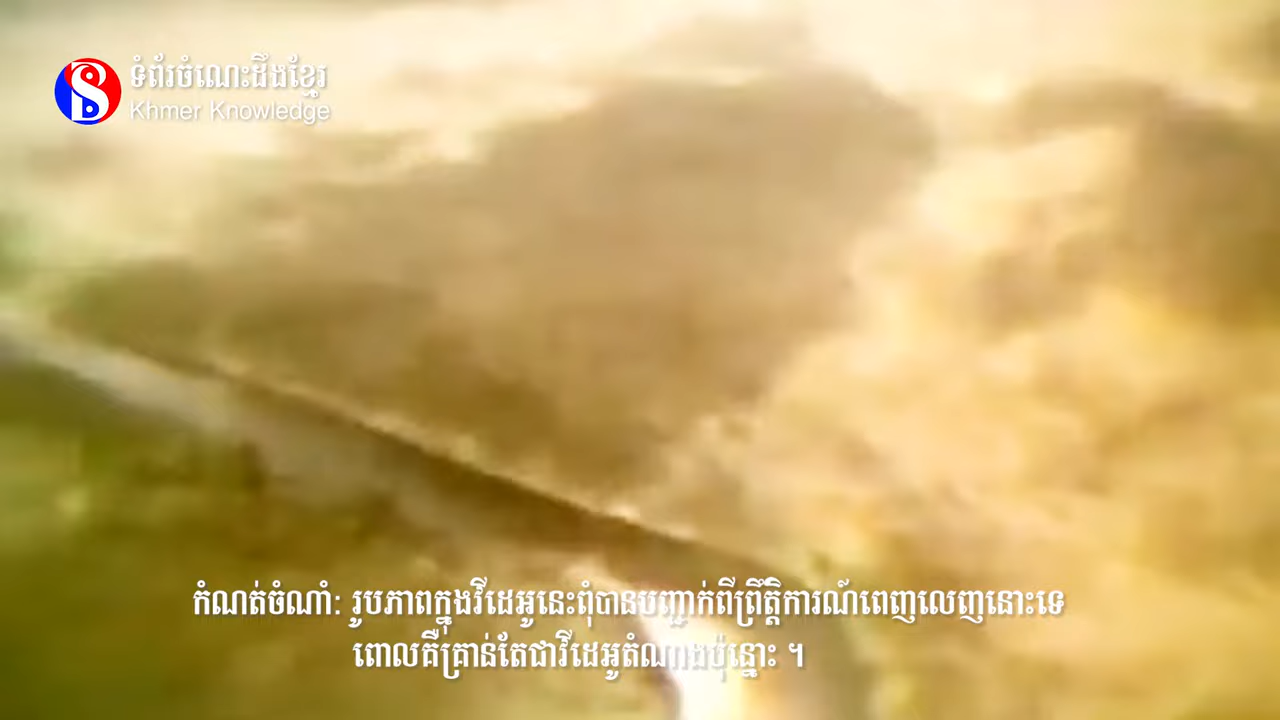 ទំព័រចំណេះដឹងខ្មែរ
Khmer Knowledge
កំណត់ចំណាំ: រូបភាពក្នុងវីដេអូនេះពុំបានបញ្ជាក់ពីព្រឹត្តិការណ៍ពេញលេញនោះទេ
ពោលគឺគ្រាន់តែជាវីដេអូតំណាងប៉ុន្នោះ ។